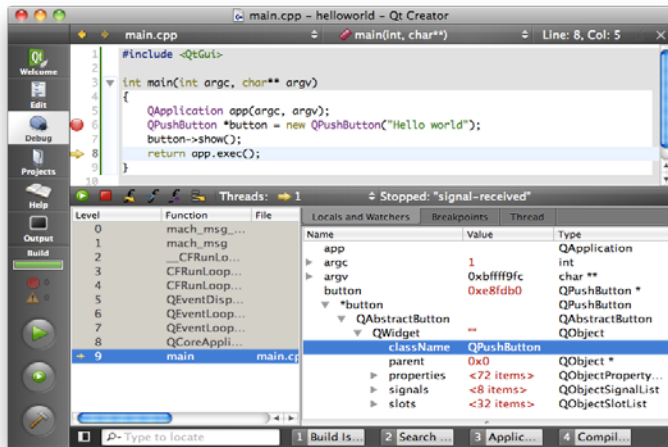 main.cpp – helloworld – Qt Creator
main.cpp
main(int, char**)
Line: 8, Col: 5
Qt
Welcome
Edit
Debug
Projects
Help
Output
Build
0
0
1 #include <QtGui>
2
3 int main(int argc, char** argv)
4 {
5 QApplication app(argc, argv);
6 QPushButton *button = new QPushButton("Hello world");
7 button->show();
8 return app.exec();
9 }
10
Threads: 1
Stopped: "signal-received"
Level Function File
0 mach_msg_...
1 mach_msg
2 __CFRunLo...
3 CFRunLoop...
4 CFRunLoop...
5 QEventDisp...
6 QEventLoop...
7 QEventLoop...
8 QCoreAppli...
9 main main.cp
Locals and Watchers Breakpoints Thread
Name Value Type
app QApplication
argc 1 int
argv 0xbffff9fc char **
button 0xe8fdb0 QPushButton *
*button QPushButton
QAbstractButton QAbstractButton
QWidget "" QObject
className QPushButton
parent 0x0 QObject *
properties <72 items> QObjectProperty...
signals <8 items> QObjectSignalList
slots <32 items> QObjectSlotList
Type to locate
1 Build Is...
2 Search ...
3 Applic...
4 Compil...